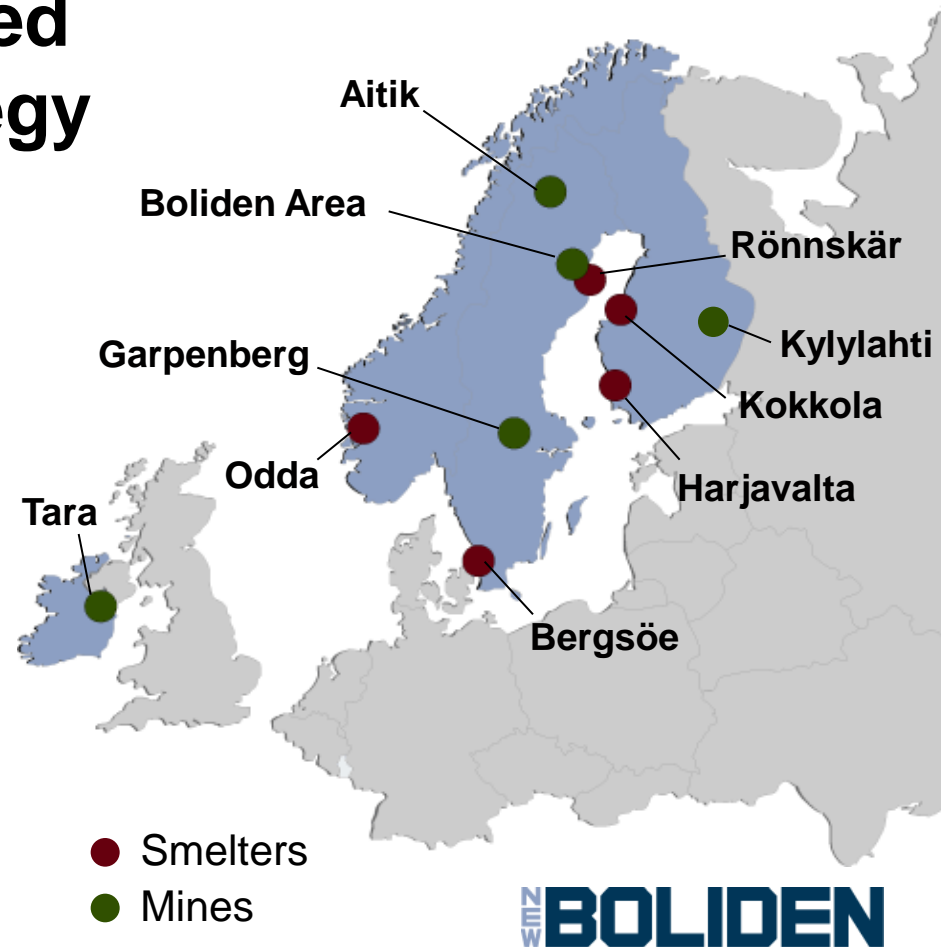 ed
egy
Aitik
Boliden Area
Rönnskär
Kylylahti
Garpenberg
Kokkola
Odda
Harjavalta
Tara
Bergsöe
Smelters
Mines
NEW BOLIDEN